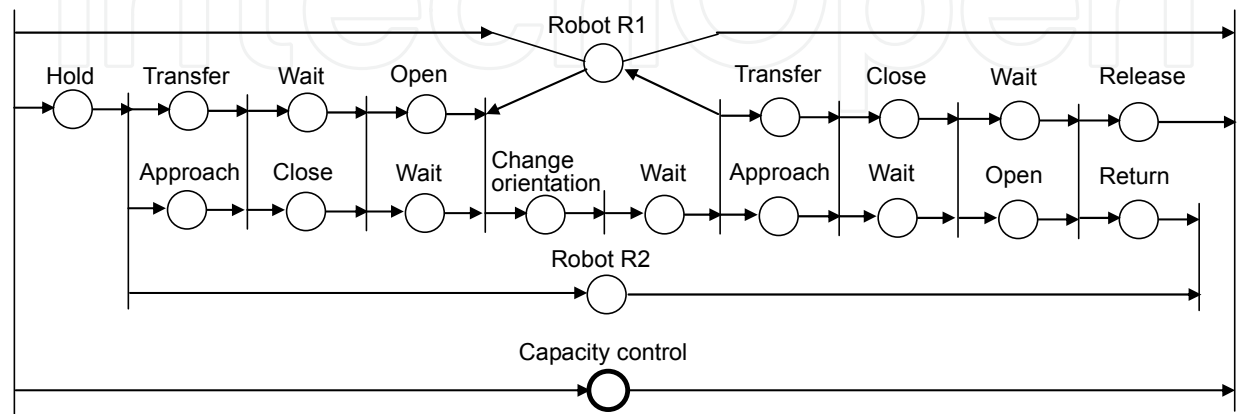 IntechOpen
Robot R1
Hold
Transfer
Wait
Open
Transfer
Close
Wait
Release
Approach
Close
Wait
Change
orientation
Wait
Approach
Wait
Open
Return
Robot R2
Capacity control